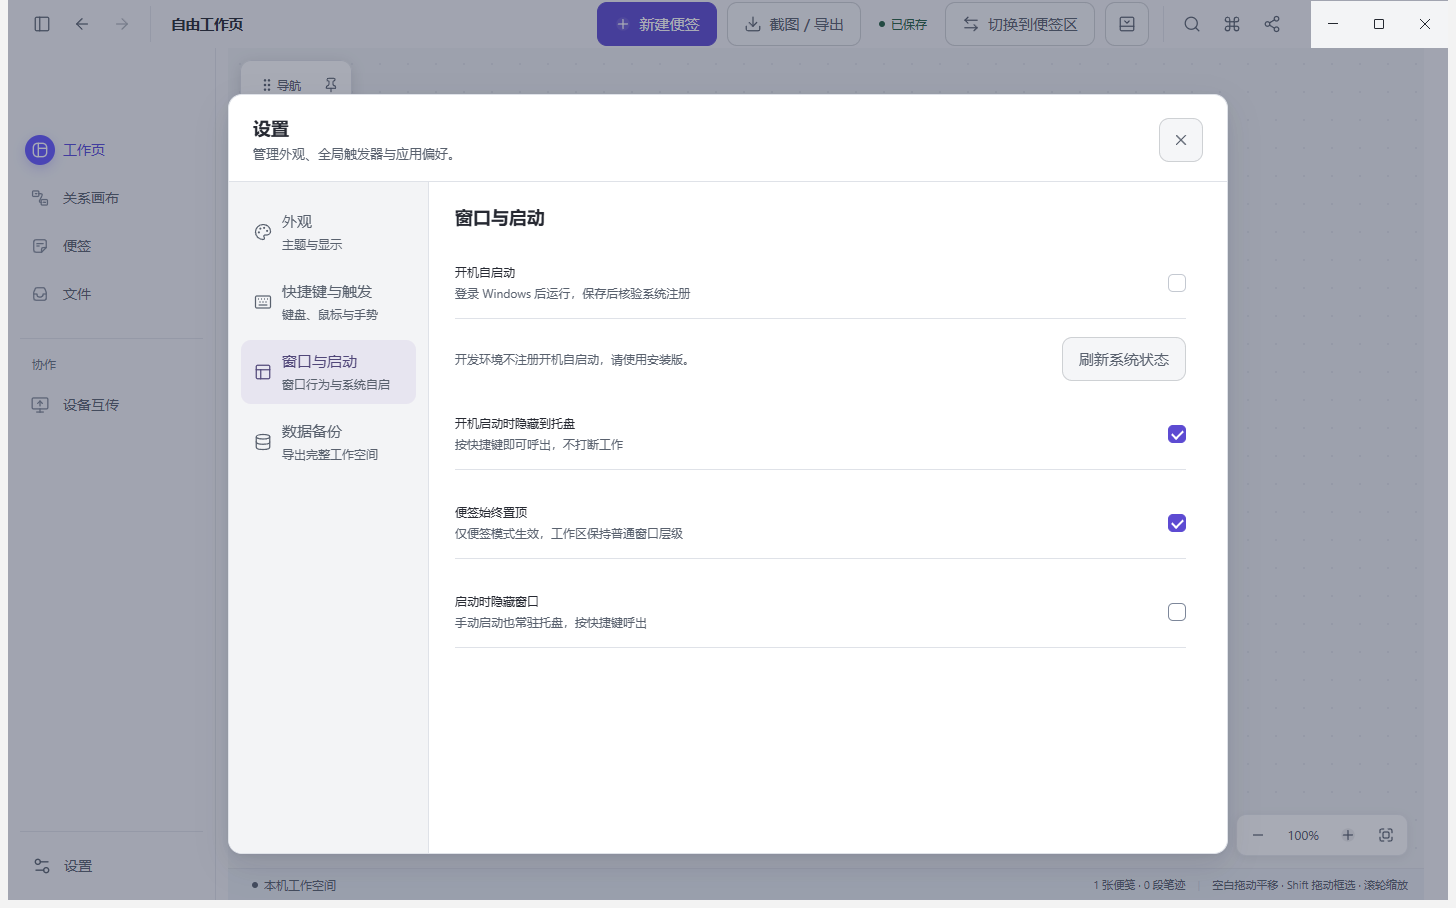 自由工作页
新建便签
截图 / 导出
已保存
切换到便签区
导航
工作页
关系画布
便签
文件
协作
设备互传
设置
设置
管理外观、全局触发器与应用偏好。
外观
主题与显示
快捷键与触发
键盘、鼠标与手势
窗口与启动
窗口行为与系统自启
数据备份
导出完整工作空间
窗口与启动
开机自启动
登录 Windows 后运行，保存后核验系统注册
开发环境不注册开机自启动，请使用安装版。
刷新系统状态
开机启动时隐藏到托盘
按快捷键即可呼出，不打断工作
便签始终置顶
仅便签模式生效，工作区保持普通窗口层级
启动时隐藏窗口
手动启动也常驻托盘，按快捷键呼出
100%
本机工作空间
1 张便笺 · 0 段笔迹
空白拖动平移 · Shift 拖动框选 · 滚轮缩放